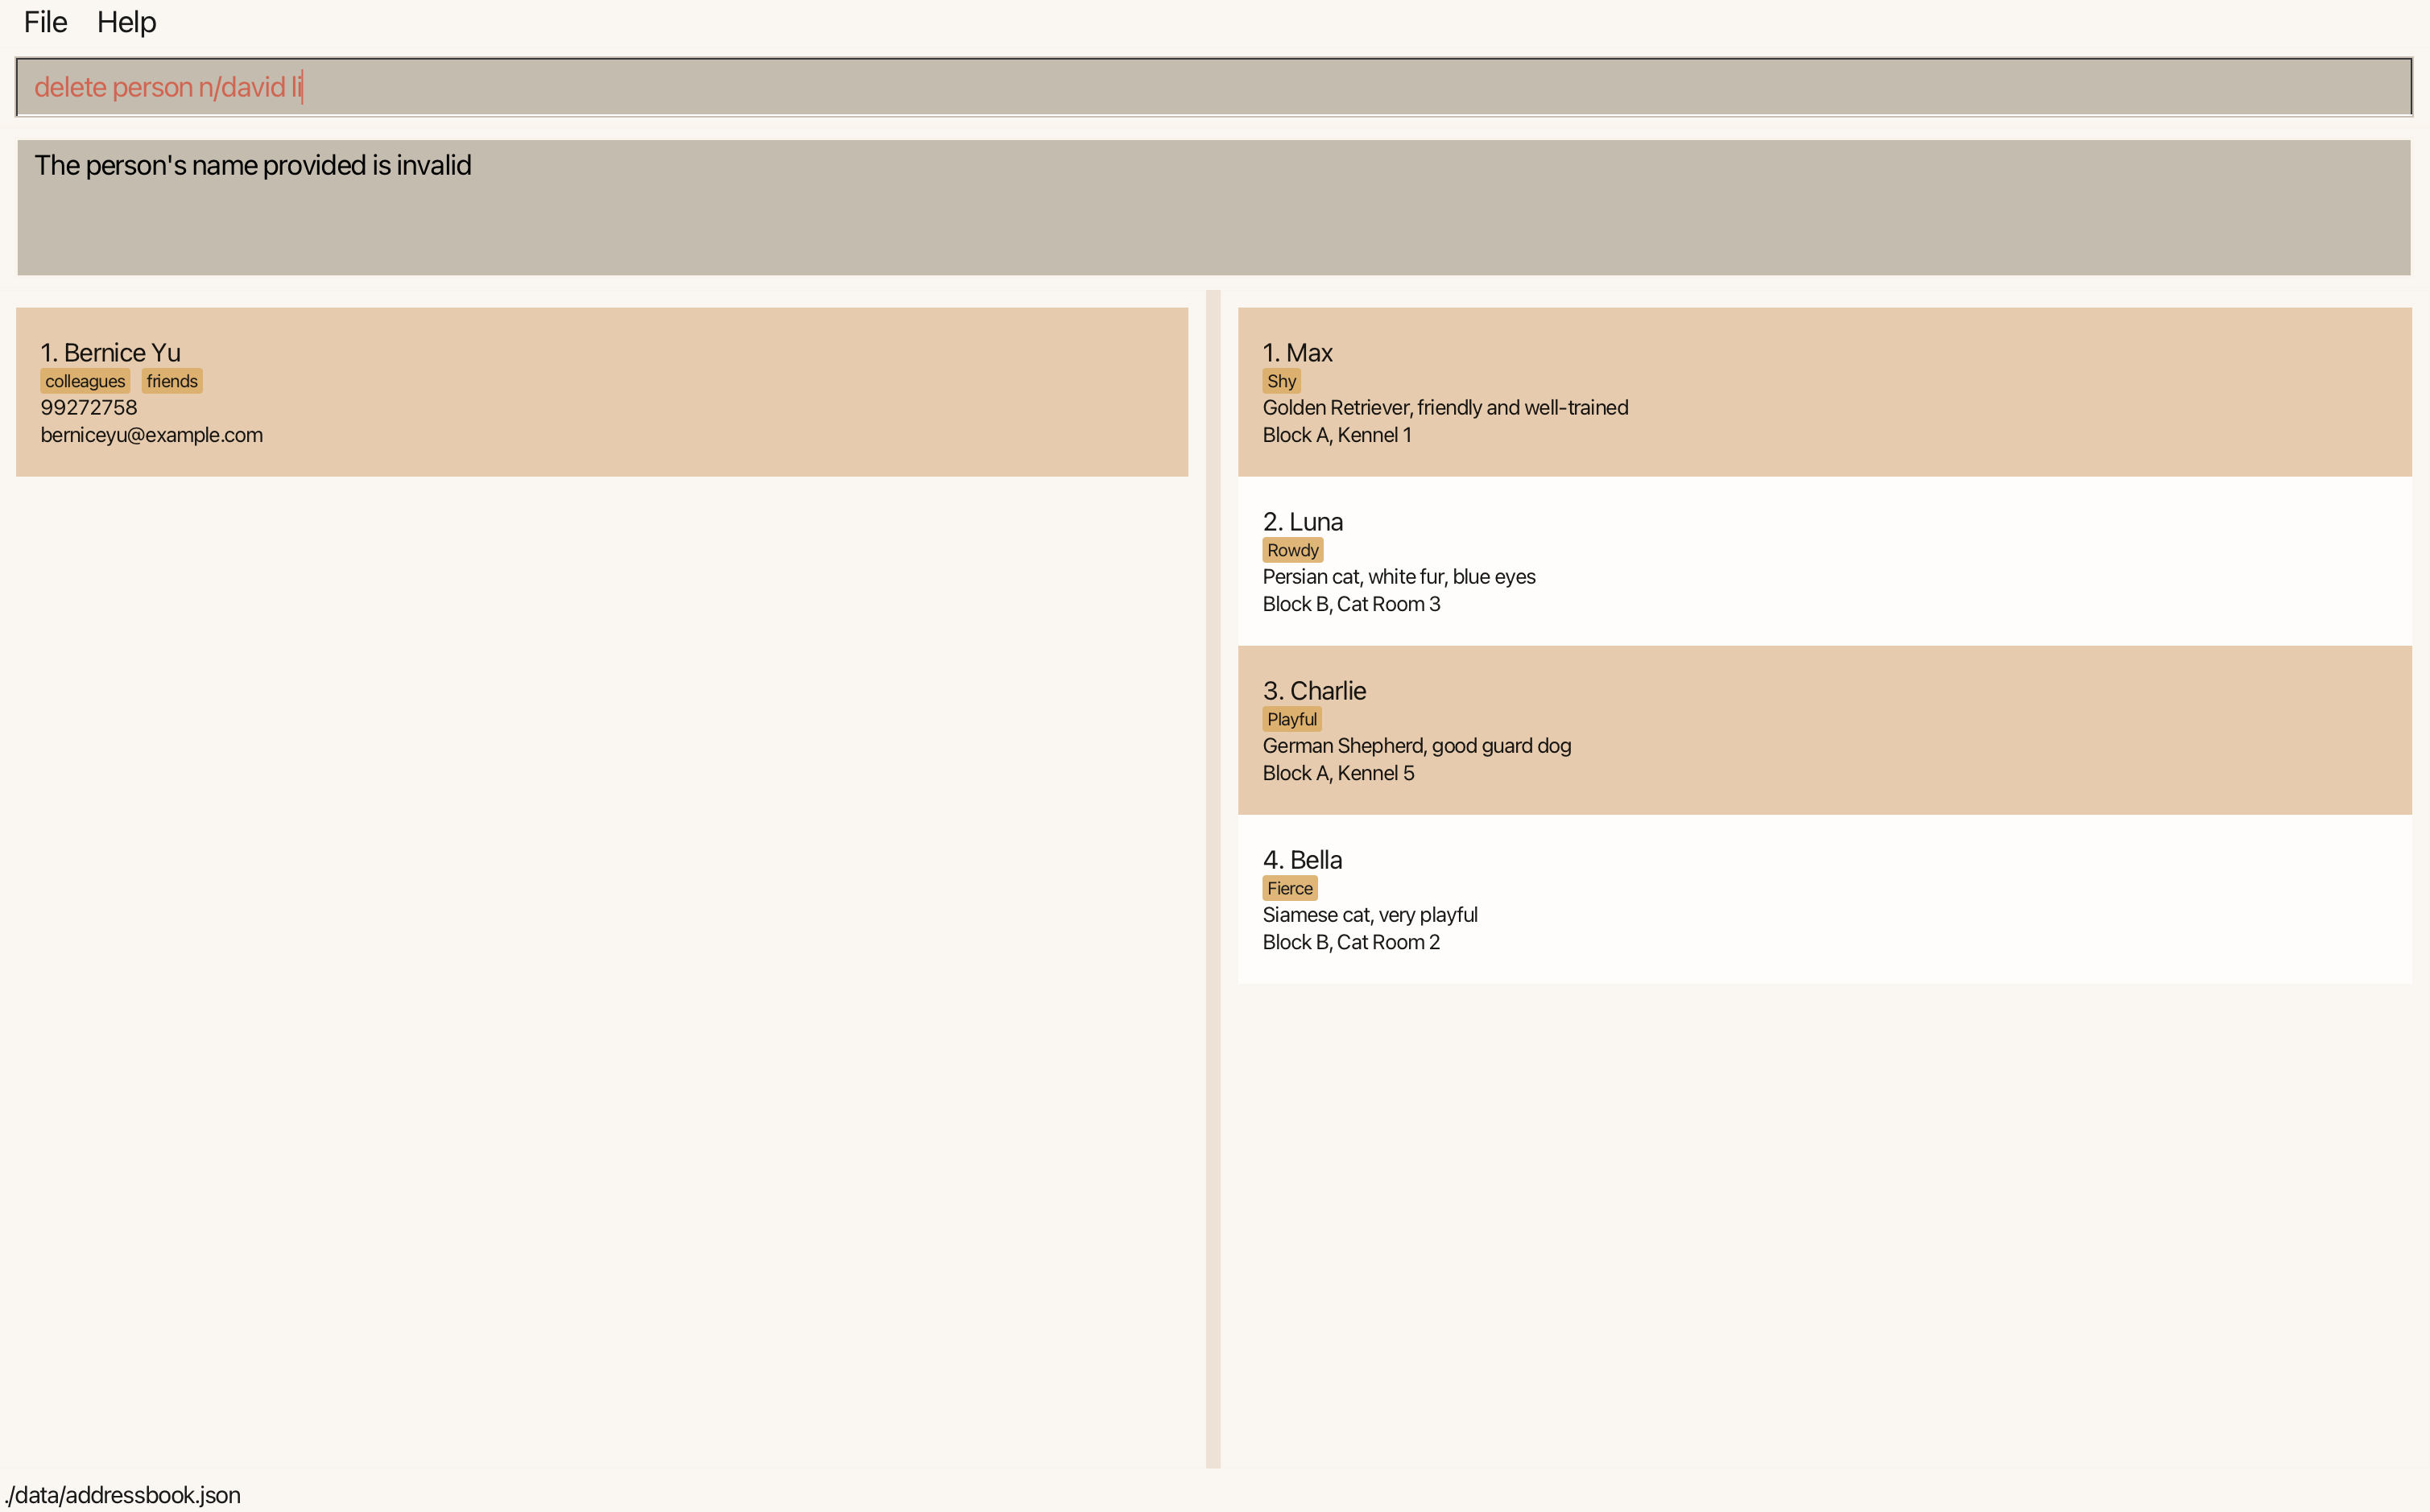 File Help
delete person n/david li
The person's name provided is invalid
1. Bernice Yu
colleagues friends
99272758
berniceyu@example.com
1. Max
Shy
Golden Retriever, friendly and well-trained
Block A, Kennel 1
2. Luna
Rowdy
Persian cat, white fur, blue eyes
Block B, Cat Room 3
3. Charlie
Playful
German Shepherd, good guard dog
Block A, Kennel 5
4. Bella
Fierce
Siamese cat, very playful
Block B, Cat Room 2
./data/addressbook.json